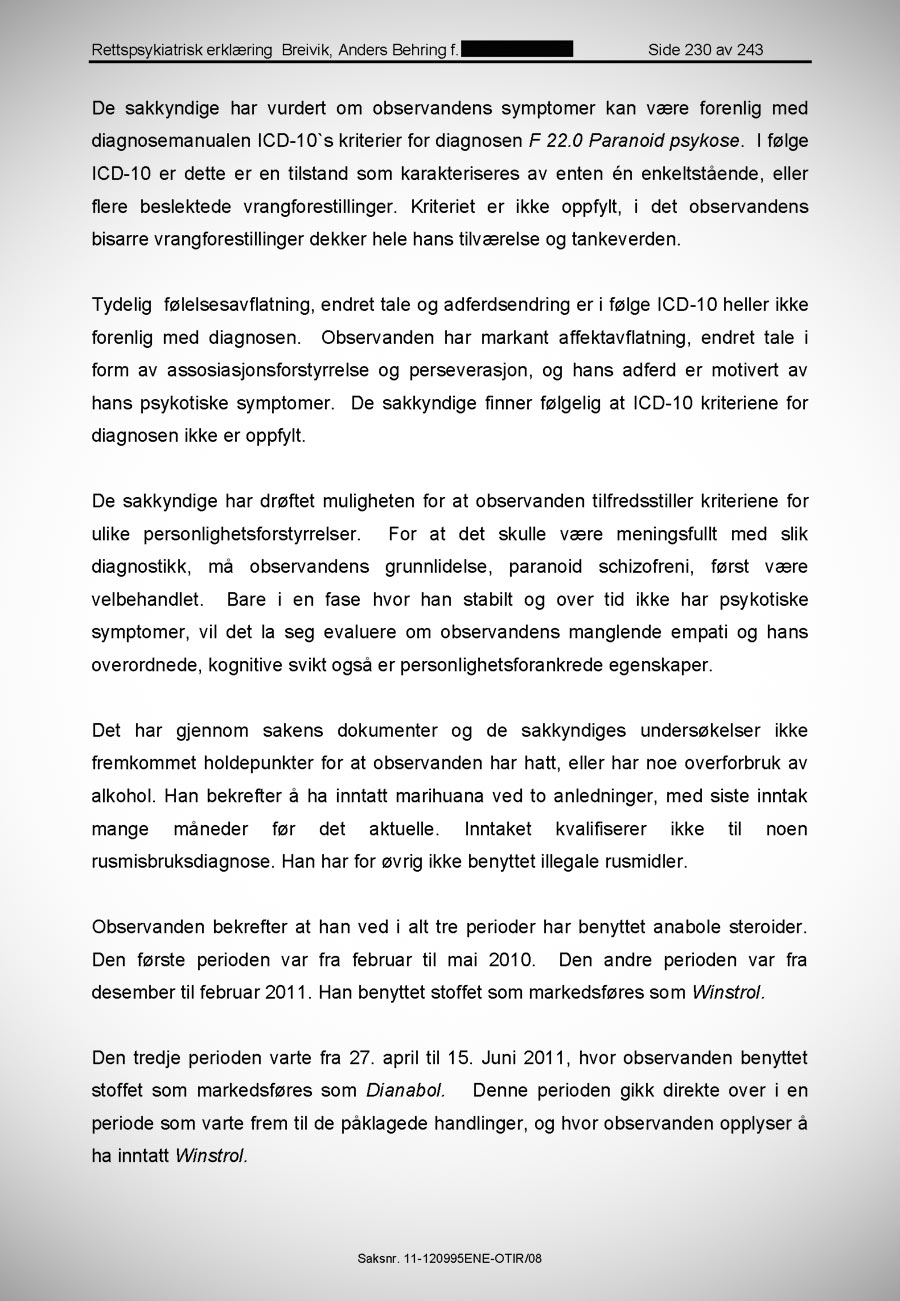 Rettspsykiatrisk erklæring Breivik, Anders Behring f. Side 230 av 243
De sakkyndige har vurdert om observandens symptomer kan være forenlig med
diagnosemanualen ICD-10`s kriterier for diagnosen F 22.0 Paranoid psykose. I følge
ICD-10 er dette er en tilstand som karakteriseres av enten én enkeltstående, eller
flere beslektede vrangforestillinger. Kriteriet er ikke oppfylt, i det observandens
bisarre vrangforestillinger dekker hele hans tilværelse og tankeverden.
Tydelig følelsesavflatning, endret tale og adferdsendring er i følge ICD-10 heller ikke
forenlig med diagnosen. Observanden har markant affektavflatning, endret tale i
form av assosiasjonsforstyrrelse og perseverasjon, og hans adferd er motivert av
hans psykotiske symptomer. De sakkyndige finner følgelig at ICD-10 kriteriene for
diagnosen ikke er oppfylt.
De sakkyndige har drøftet muligheten for at observanden tilfredsstiller kriteriene for
ulike personlighetsforstyrrelser. For at det skulle være meningsfullt med slik
diagnostikk, må observandens grunnlidelse, paranoid schizofreni, først være
velbehandlet. Bare i en fase hvor han stabilt og over tid ikke har psykotiske
symptomer, vil det la seg evaluere om observandens manglende empati og hans
overordnede, kognitive svikt også er personlighetsforankrede egenskaper.
Det har gjennom sakens dokumenter og de sakkyndiges undersøkelser ikke
fremkommet holdepunkter for at observanden har hatt, eller har noe overforbruk av
alkohol. Han bekrefter å ha inntatt marihuana ved to anledninger, med siste inntak
mange måneder før det aktuelle. Inntaket kvalifiserer ikke til noen
rusmisbruksdiagnose. Han har for øvrig ikke benyttet illegale rusmidler.
Observanden bekrefter at han ved i alt tre perioder har benyttet anabole steroider.
Den første perioden var fra februar til mai 2010. Den andre perioden var fra
desember til februar 2011. Han benyttet stoffet som markedsføres som Winstrol.
Den tredje perioden varte fra 27. april til 15. Juni 2011, hvor observanden benyttet
stoffet som markedsføres som Dianabol. Denne perioden gikk direkte over i en
periode som varte frem til de påklagede handlinger, og hvor observanden opplyser å
ha inntatt Winstrol.
Saksnr. 11-120995ENE-OTIR/08